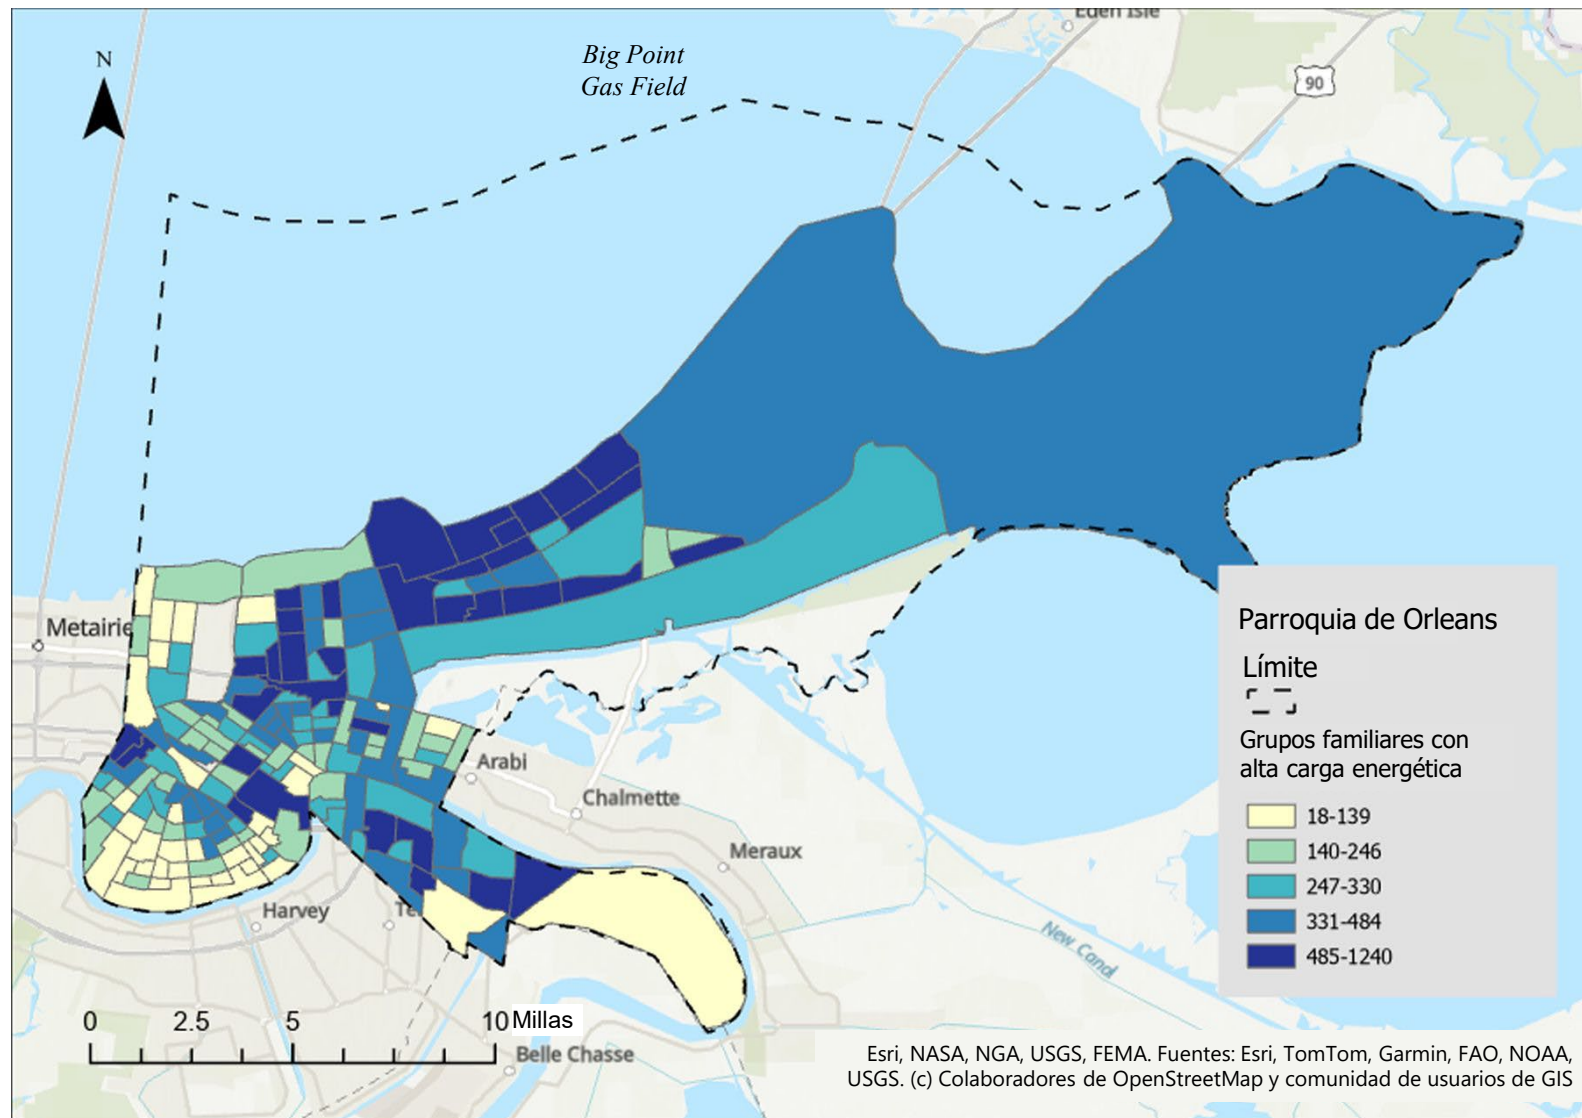 Eden Isle
Big Point
Gas Field
N
90
Metairie
Arabi
Chalmette
Meraux
Harvey
New Canal
Belle Chasse
Parroquia de Orleans
Límite
Grupos familiares con
alta carga energética
18-139
140-246
247-330
331-484
485-1240
0 2.5 5 10 Millas
Esri, NASA, NGA, USGS, FEMA. Fuentes: Esri, TomTom, Garmin, FAO, NOAA,
USGS. (c) Colaboradores de OpenStreetMap y comunidad de usuarios de GIS